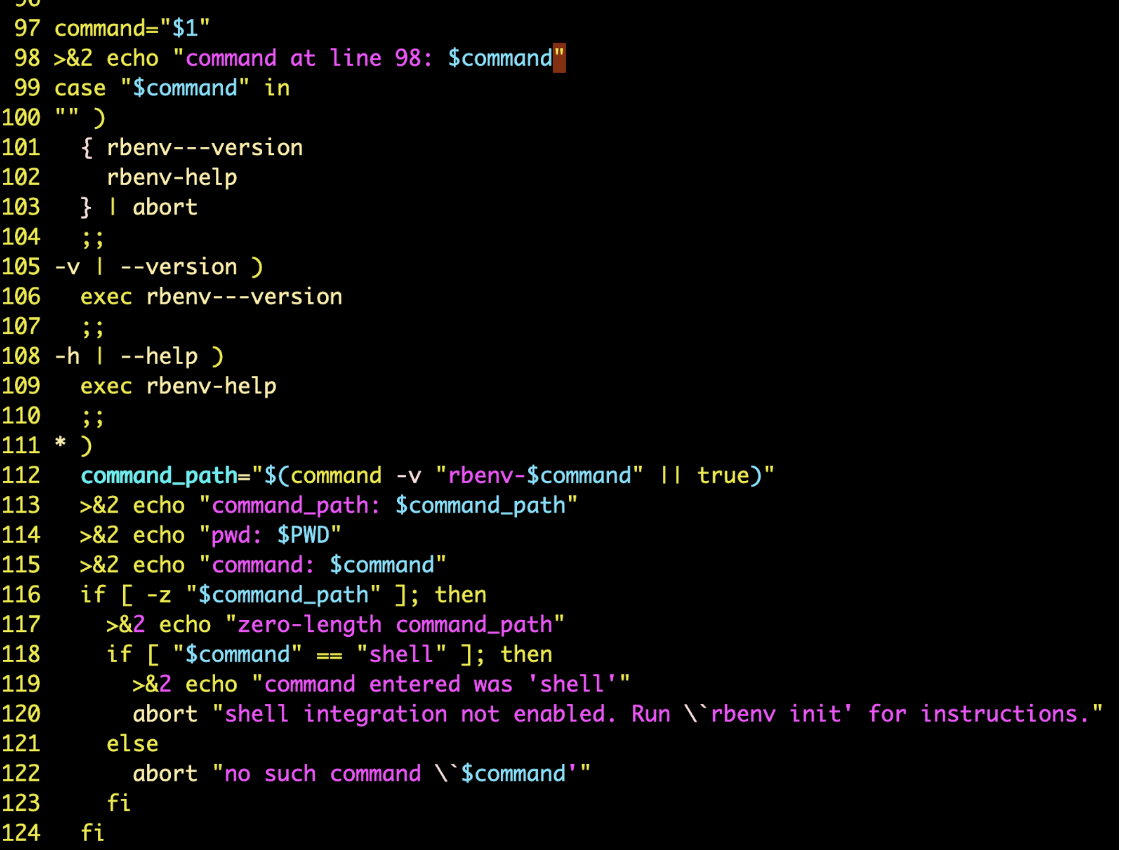 96
97 command="$1"
98 >&2 echo "command at line 98: $command"
99 case "$command" in
100 "" )
101   { rbenv---version
102     rbenv-help
103   } | abort
104   ;;
105 -v | --version )
106   exec rbenv---version
107   ;;
108 -h | --help )
109   exec rbenv-help
110   ;;
111 * )
112   command_path="$(command -v "rbenv-$command" || true)"
113   >&2 echo "command_path: $command_path"
114   >&2 echo "pwd: $PWD"
115   >&2 echo "command: $command"
116   if [ -z "$command_path" ]; then
117     >&2 echo "zero-length command_path"
118     if [ "$command" == "shell" ]; then
119       >&2 echo "command entered was 'shell'"
120       abort "shell integration not enabled. Run \`rbenv init' for instructions."
121     else
122       abort "no such command \`$command'"
123     fi
124   fi